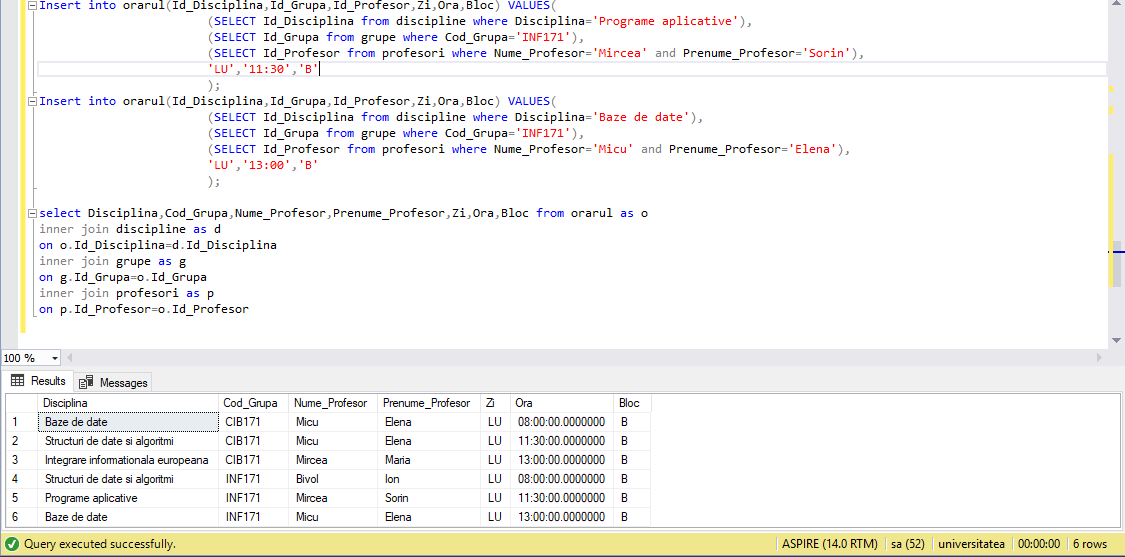 Insert into orarul(Id_Disciplina,Id_Grupa,Id_Profesor,Zi,Ora,Bloc) VALUES(
(SELECT Id_Disciplina from discipline where Disciplina='Programe aplicative'),
(SELECT Id_Grupa from grupe where Cod_Grupa='INF171'),
(SELECT Id_Profesor from profesori where Nume_Profesor='Mircea' and Prenume_Profesor='Sorin'),
'LU','11:30','B'
);
Insert into orarul(Id_Disciplina,Id_Grupa,Id_Profesor,Zi,Ora,Bloc) VALUES(
(SELECT Id_Disciplina from discipline where Disciplina='Baze de date'),
(SELECT Id_Grupa from grupe where Cod_Grupa='INF171'),
(SELECT Id_Profesor from profesori where Nume_Profesor='Micu' and Prenume_Profesor='Elena'),
'LU','13:00','B'
);
select Disciplina,Cod_Grupa,Nume_Profesor,Prenume_Profesor,Zi,Ora,Bloc from orarul as o
inner join discipline as d
on o.Id_Disciplina=d.Id_Disciplina
inner join grupe as g
on g.Id_Grupa=o.Id_Grupa
inner join profesori as p
on p.Id_Profesor=o.Id_Profesor
100 %
Results Messages
Disciplina Cod_Grupa Nume_Profesor Prenume_Profesor Zi Ora Bloc
1 Baze de date CIB171 Micu Elena LU 08:00:00.0000000 B
2 Structuri de date si algoritmi CIB171 Micu Elena LU 11:30:00.0000000 B
3 Integrare informationala europeana CIB171 Mircea Maria LU 13:00:00.0000000 B
4 Structuri de date si algoritmi INF171 Bivol Ion LU 08:00:00.0000000 B
5 Programe aplicative INF171 Mircea Sorin LU 11:30:00.0000000 B
6 Baze de date INF171 Micu Elena LU 13:00:00.0000000 B
Query executed successfully. ASPIRE (14.0 RTM) sa (52) universitatea 00:00:00 6 rows